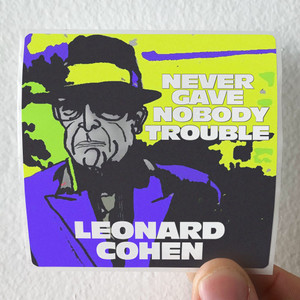 NEVER
GAVE
NOBODY
TROUBLE
LEONARD
COHEN